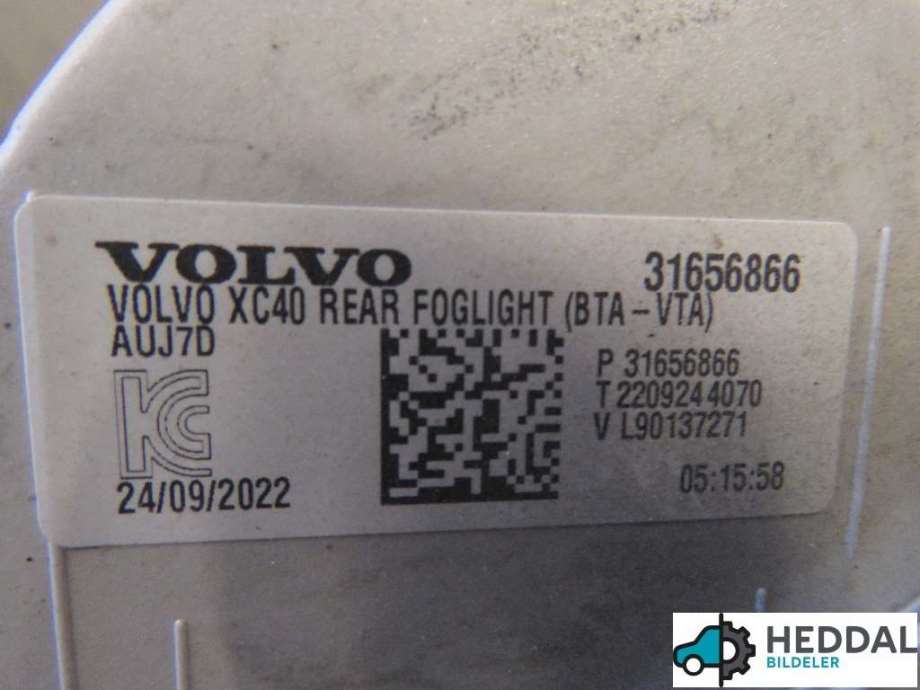 VOLVO 31656866
VOLVO XC40 REAR FOGLIGHT (BTA-VTA)
AUJ7D
P 31656866
T 2209244070
V L90137271
KC
24/09/2022
05:15:58
HEDDAL
BILDELER